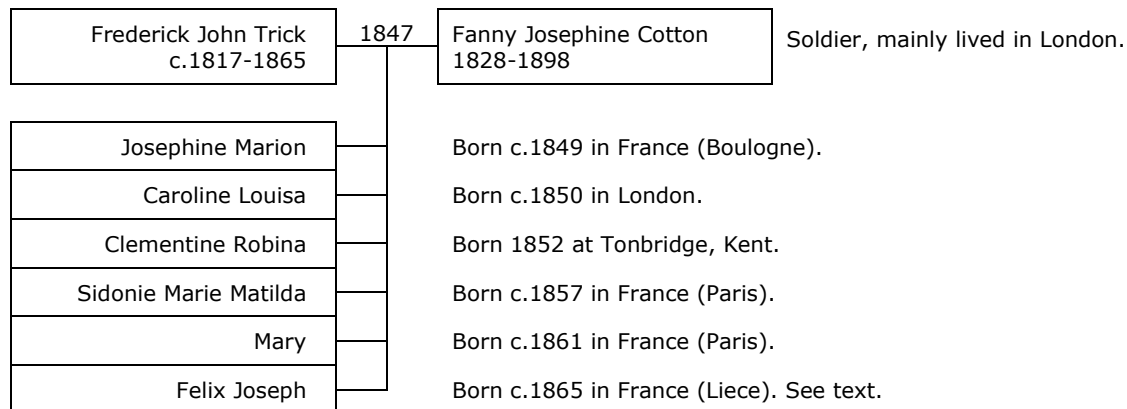 Frederick John Trick 1847 Fanny Josephine Cotton Soldier, mainly lived in London.
c.1817-1865 1828-1898
Josephine Marion Born c.1849 in France (Boulogne).
Caroline Louisa Born c.1850 in London.
Clementine Robina Born 1852 at Tonbridge, Kent.
Sidonie Marie Matilda Born c.1857 in France (Paris).
Mary Born c.1861 in France (Paris).
Felix Joseph Born c.1865 in France (Liece). See text.